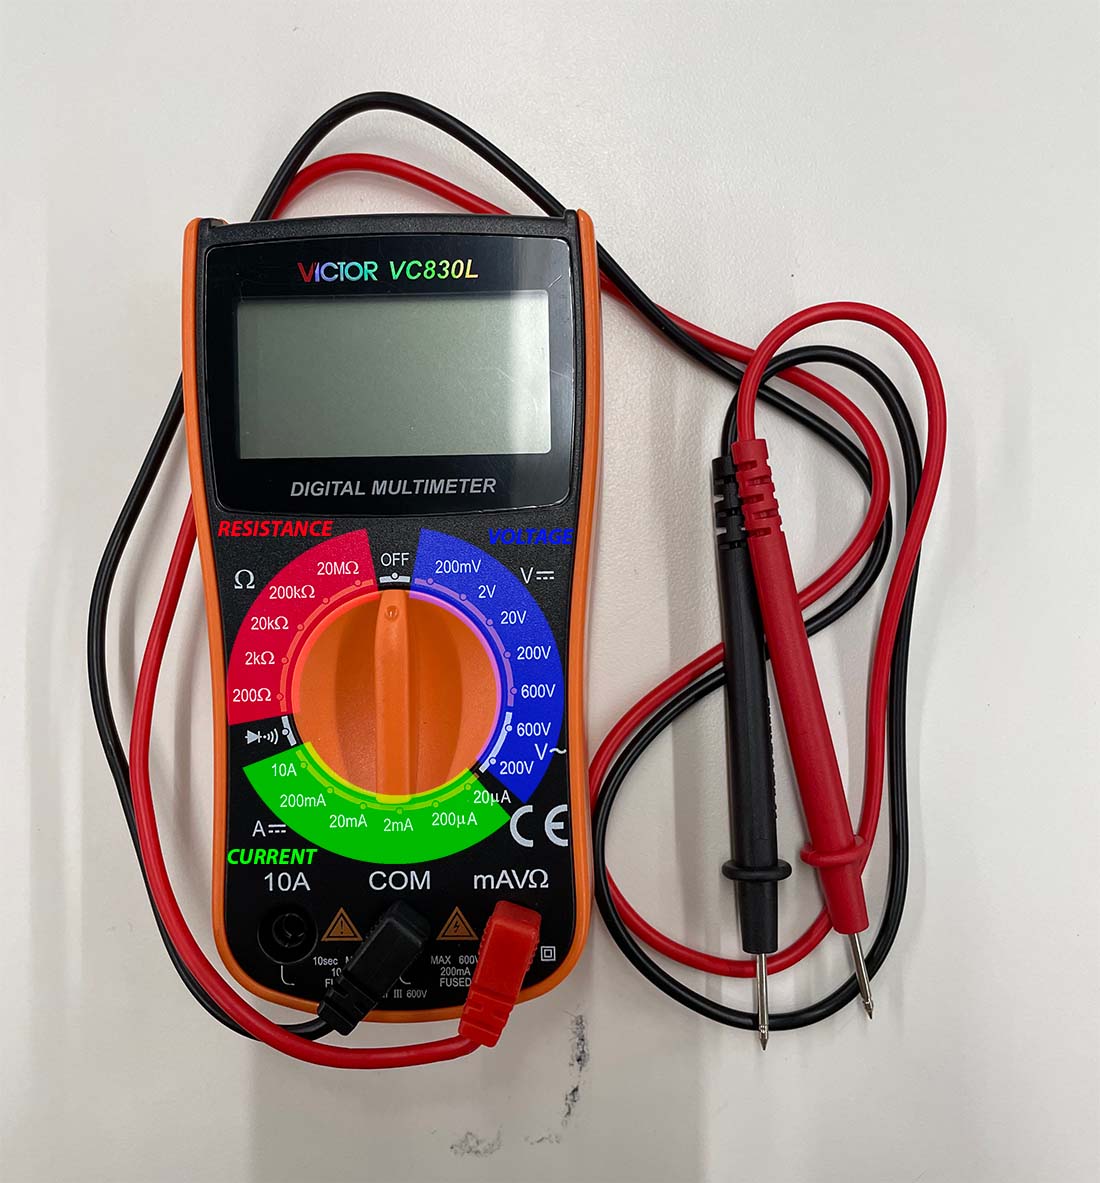 VICTOR VC830L
DIGITAL MULTIMETER
RESISTANCE
VOLTAGE
OFF
Ω
20MΩ
200kΩ
20kΩ
2kΩ
200Ω
200mV
V⎓
2V
20V
200V
600V
600V
V~
200V
10A
200mA
20mA
2mA
200µA
20µA
A⎓
CE
CURRENT
10A
COM
mAVΩ
10sec
MAX 600V
200mA
FUSED
III 600V